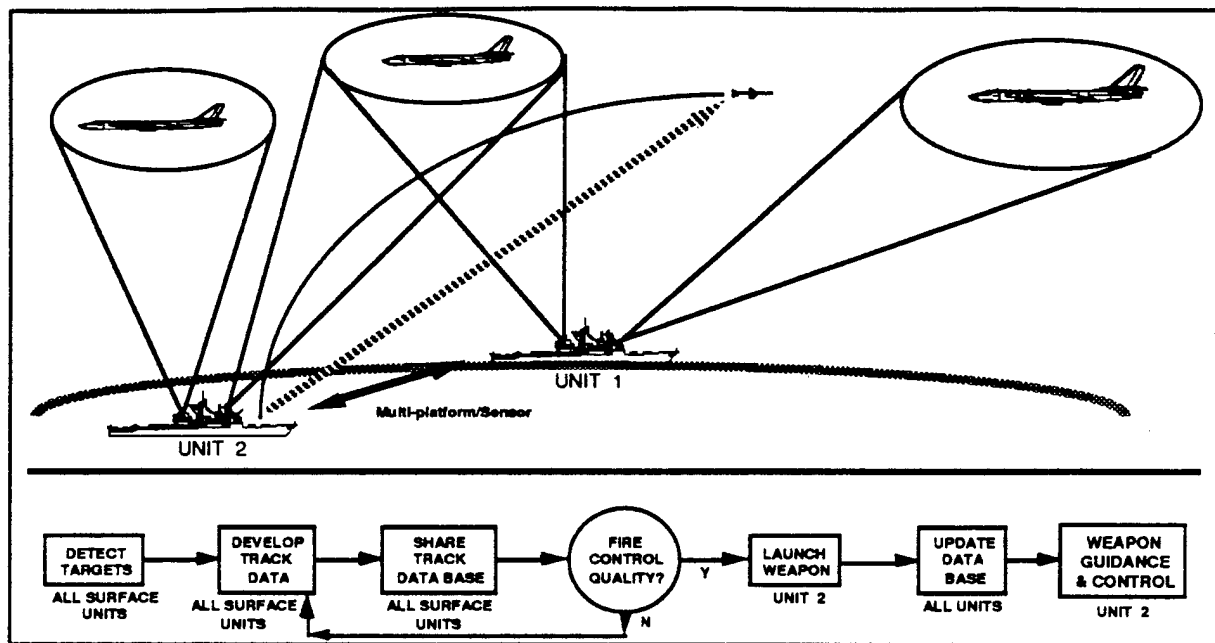 UNIT 1
Multi-platform/Sensor
UNIT 2
DETECT
TARGETS
ALL SURFACE
UNITS
DEVELOP
TRACK
DATA
ALL SURFACE
UNITS
SHARE
TRACK
DATA BASE
ALL SURFACE
UNITS
FIRE
CONTROL
QUALITY?
Y
N
LAUNCH
WEAPON
UNIT 2
UPDATE
DATA
BASE
ALL UNITS
WEAPON
GUIDANCE
& CONTROL
UNIT 2